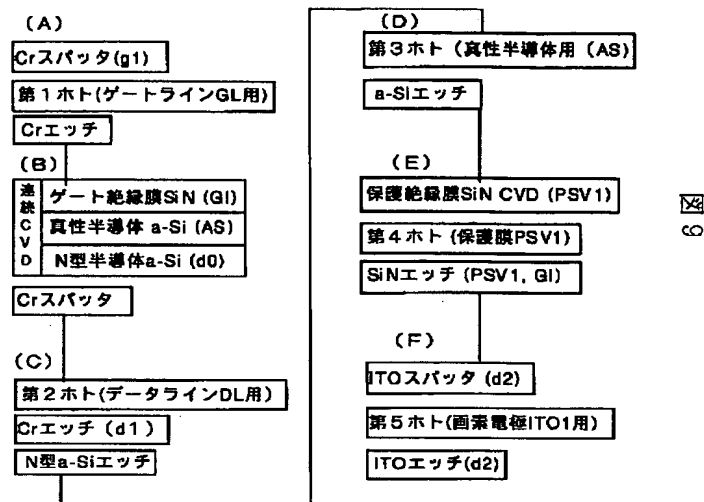 (A)
Crスパッタ(g1)
第1ホト(ゲートラインGL用)
Crエッチ
(B)
連続CVD
ゲート絶縁膜SiN (GI)
真性半導体 a-Si (AS)
N型半導体a-Si (d0)
Crスパッタ
(C)
第2ホト(データラインDL用)
Crエッチ (d1)
N型a-Siエッチ
(D)
第3ホト (真性半導体用 (AS)
a-Siエッチ
(E)
保護絶縁膜SiN CVD (PSV1)
第4ホト (保護膜PSV1)
SiNエッチ (PSV1, GI)
(F)
ITOスパッタ (d2)
第5ホト(画素電極ITO1用)
ITOエッチ(d2)
図9